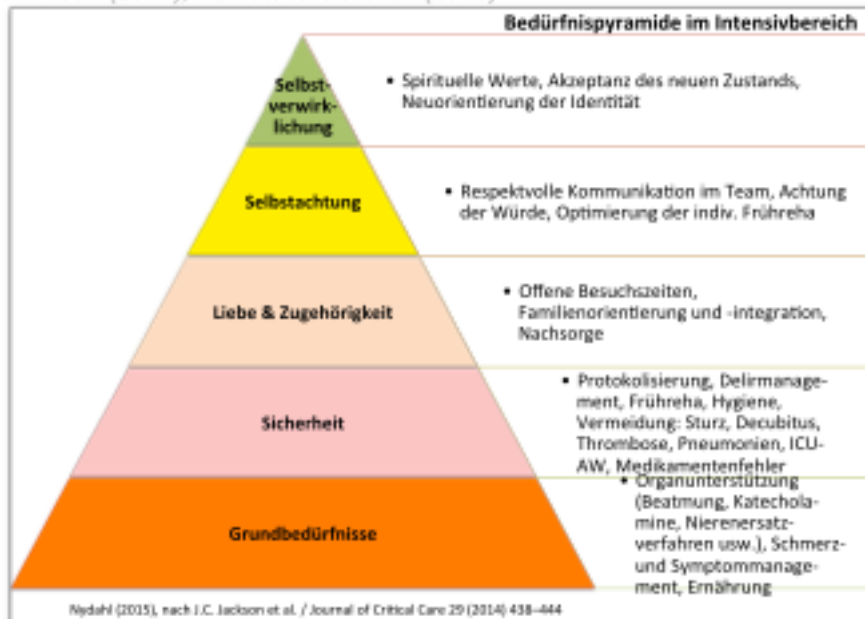 Bedürfnispyramide im Intensivbereich
Selbst-
verwirk-
lichung
• Spirituelle Werte, Akzeptanz des neuen Zustands,
Neuorientierung der Identität
Selbstachtung
• Respektvolle Kommunikation im Team, Achtung
der Würde, Optimierung der indiv. Frühreha
Liebe & Zugehörigkeit
• Offene Besuchszeiten,
Familienorientierung und -integration,
Nachsorge
Sicherheit
• Protokolisierung, Delirmanage-
ment, Frühreha, Hygiene,
Vermeidung: Sturz, Decubitus,
Thrombose, Pneumonien, ICU-
AW, Medikamentenfehler
Grundbedürfnisse
• Organunterstützung
(Beatmung, Katechola-
mine, Nierenersatz-
verfahren usw.), Schmerz-
und Symptommanage-
ment, Ernährung
Nydahl (2015), nach J.C. Jackson et al. / Journal of Critical Care 29 (2014) 438–444